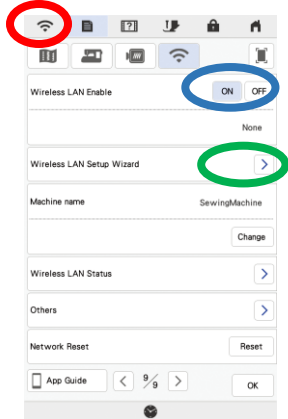 Wireless LAN Enable
ON OFF
None
Wireless LAN Setup Wizard
Machine name
SewingMachine
Change
Wireless LAN Status
Others
Network Reset
Reset
App Guide
9/9
OK